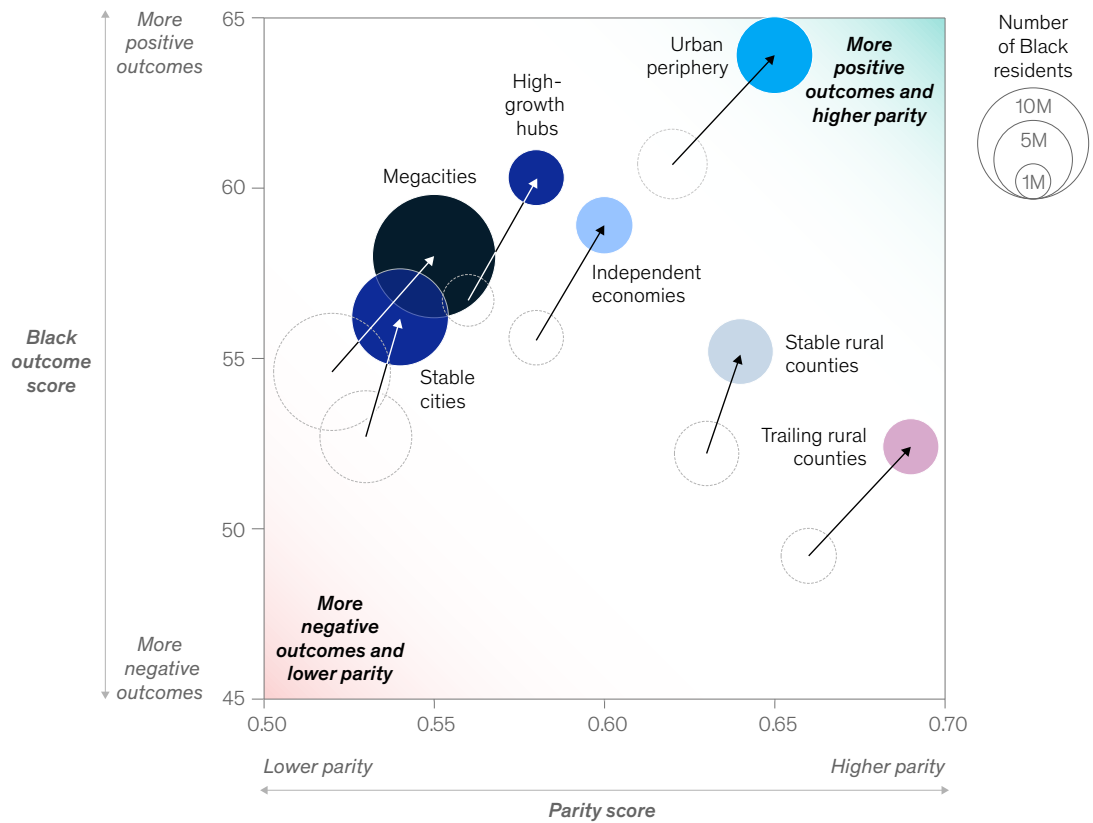 More
positive
outcomes
Black
outcome
score
More
negative
outcomes
65
60
55
50
45
0.50
0.55
0.60
0.65
0.70
Lower parity
Higher parity
Parity score
Urban
periphery
More
positive
outcomes and
higher parity
High-
growth
hubs
Megacities
Independent
economies
Stable
cities
Stable rural
counties
Trailing rural
counties
More
negative
outcomes and
lower parity
Number
of Black
residents
10M
5M
1M